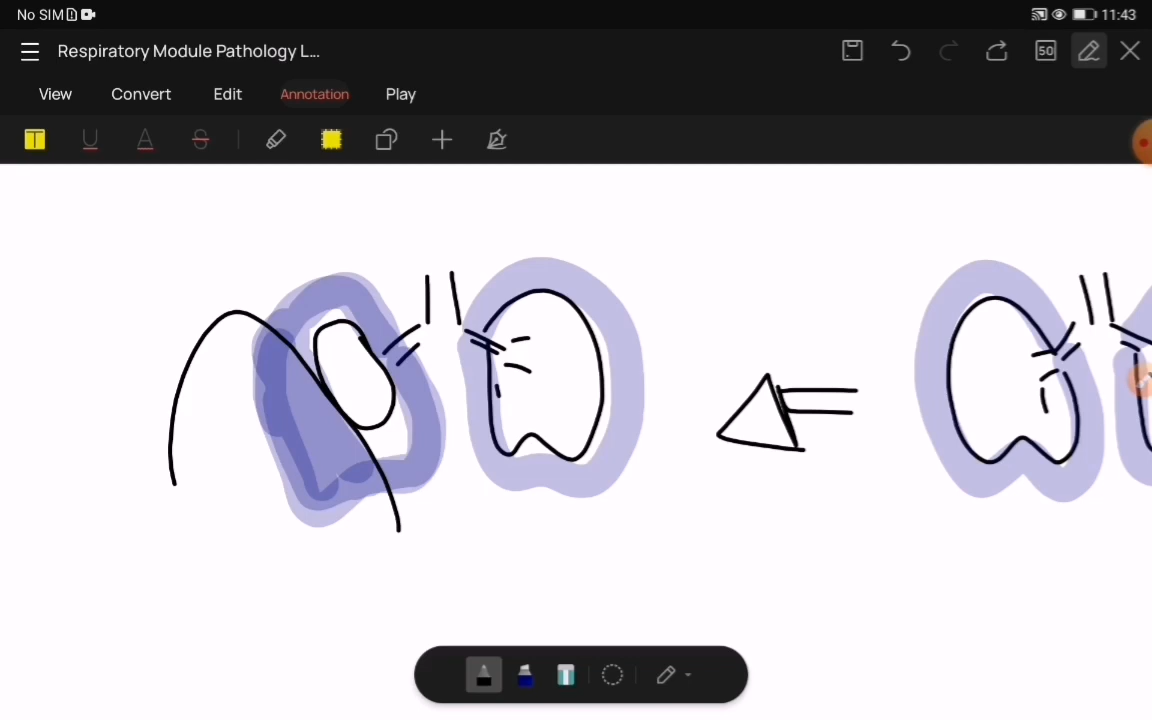 No SIM 11:43
Respiratory Module Pathology L... 50
View Convert Edit Annotation Play
T U A S